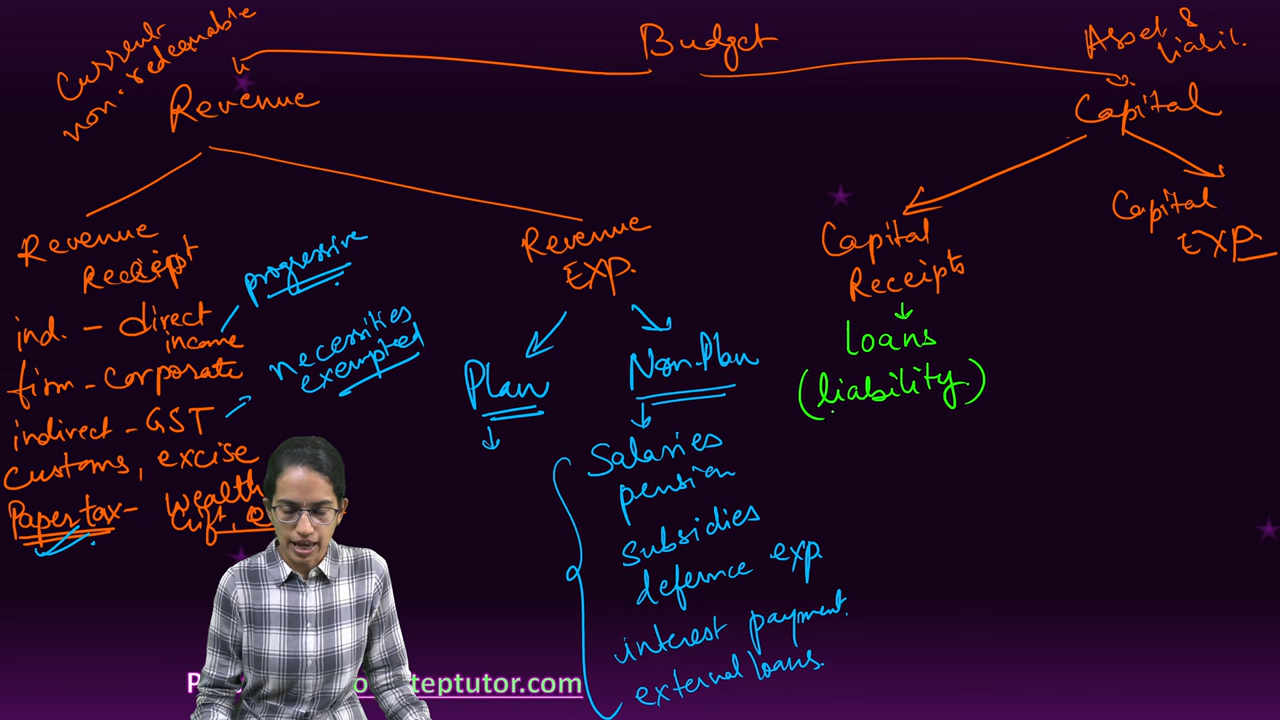 Budget
Current
non-redeemable
Revenue
Asset &
liabil.
Capital
Revenue
Receipt
ind. - direct
income
progressive
firm - corporate
necessities
exempted
indirect - GST
customs, excise
Paper tax - Wealth
Gift,
Revenue
EXP.
Plan
Non-Plan
Salaries
pension
Subsidies
defernce exp.
interest payment.
external loans.
Capital
Receipts
loans
(liability)
Capital
EXP.
teptutor.com